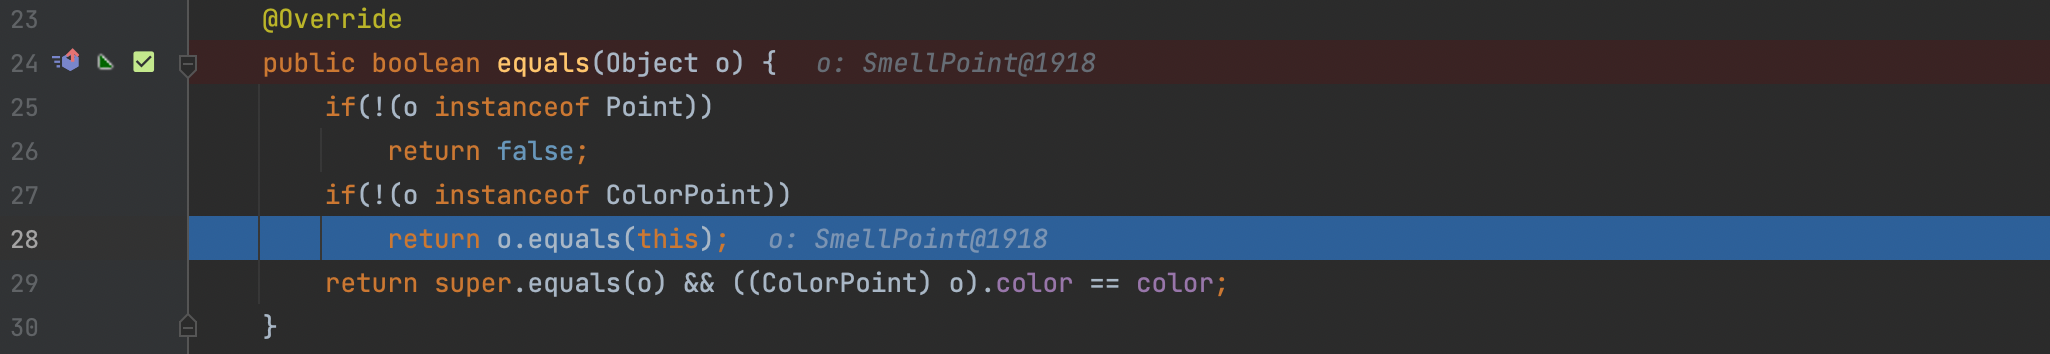 23 @Override
24 public boolean equals(Object o) { o: SmellPoint@1918
25 if(!(o instanceof Point))
26 return false;
27 if(!(o instanceof ColorPoint))
28 return o.equals(this); o: SmellPoint@1918
29 return super.equals(o) && ((ColorPoint) o).color == color;
30 }